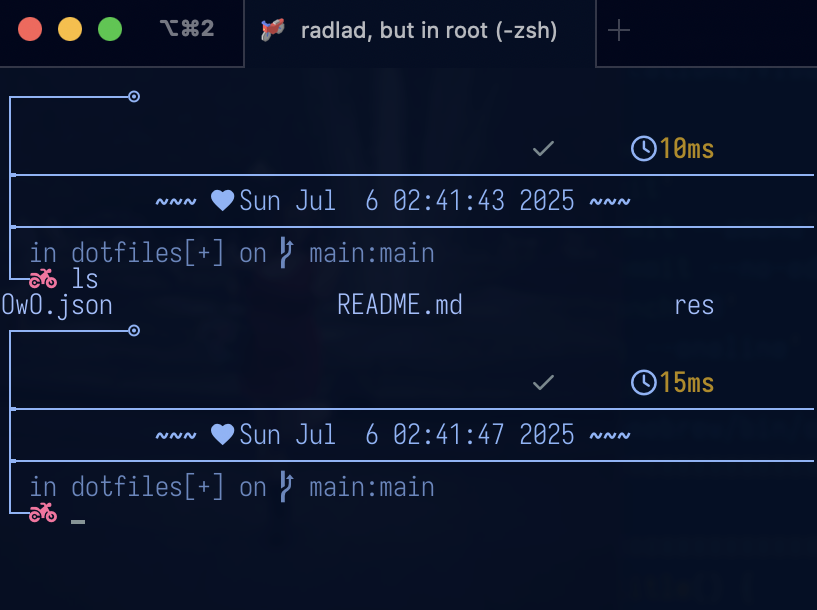 ⌥⌘2 radlad, but in root (-zsh)
10ms
~~~ ♥Sun Jul  6 02:41:43 2025 ~~~
in dotfiles[+] on main:main
ls
OwO.json README.md res
15ms
~~~ ♥Sun Jul  6 02:41:47 2025 ~~~
in dotfiles[+] on main:main